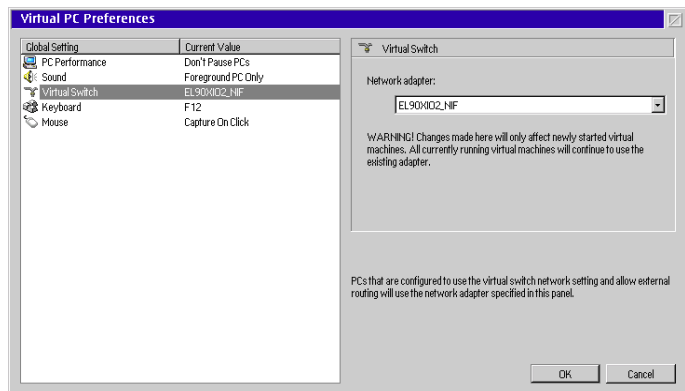 Virtual PC Preferences
Global Setting Current Value
PC Performance Don't Pause PCs
Sound Foreground PC Only
Virtual Switch EL90XIO2_NIF
Keyboard F12
Mouse Capture On Click
Virtual Switch
Network adapter:
EL90XIO2_NIF
WARNING! Changes made here will only affect newly started virtual
machines. All currently running virtual machines will continue to use the
existing adapter.
PCs that are configured to use the virtual switch network setting and allow external
routing will use the network adapter specified in this panel.
OK Cancel